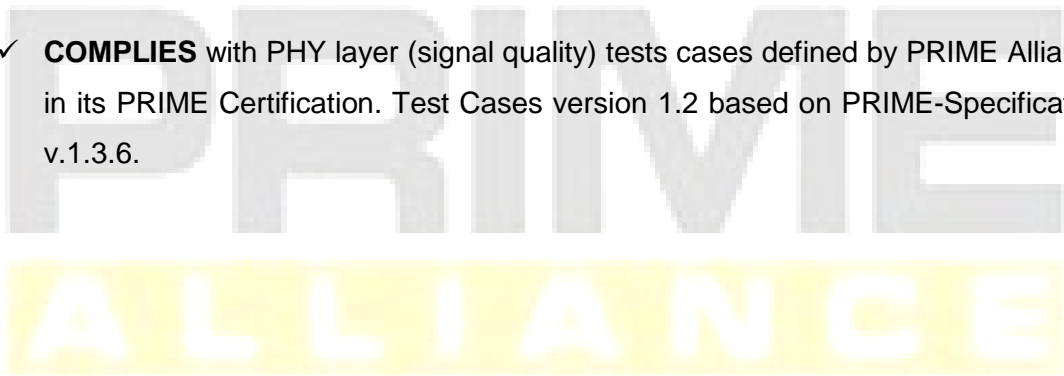 ✓ COMPLIES with PHY layer (signal quality) tests cases defined by PRIME Allia
in its PRIME Certification. Test Cases version 1.2 based on PRIME-Specifica
v.1.3.6.
PRIME
ALLIANCE